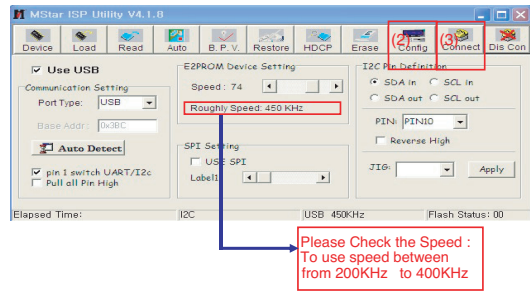 MStar ISP Utility V4.1.0
Device Load Read Auto B. P. V. Restore HDCP Erase Config Connect Dis Con
(2) (3)
Use USB
Communication Setting
Port Type: USB
Base Addr: 0x3BC
Auto Detect
pin 1 switch UART/I2c
Pull all Pin High
E2PROM Device Setting
Speed : 74
Roughly Speed: 450 KHz
SPI Setting
USE SPI
Label1
I2C Pin Definition
SDA in SCL in
SDA out SCL out
PIN: PIN10
Reverse High
JIG: Apply
Elapsed Time: I2C USB 450KHz Flash Status: 00
Please Check the Speed :
To use speed between
from 200KHz to 400KHz